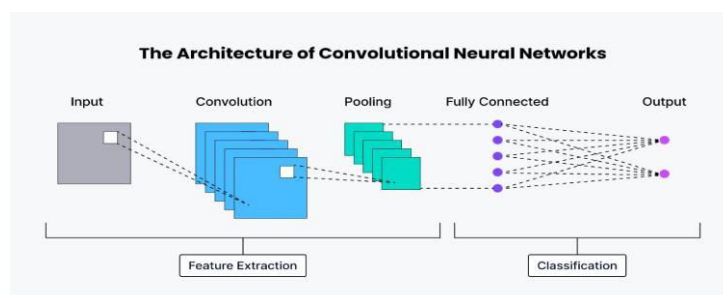 The Architecture of Convolutional Neural Networks
Input Convolution Pooling Fully Connected Output
Feature Extraction Classification